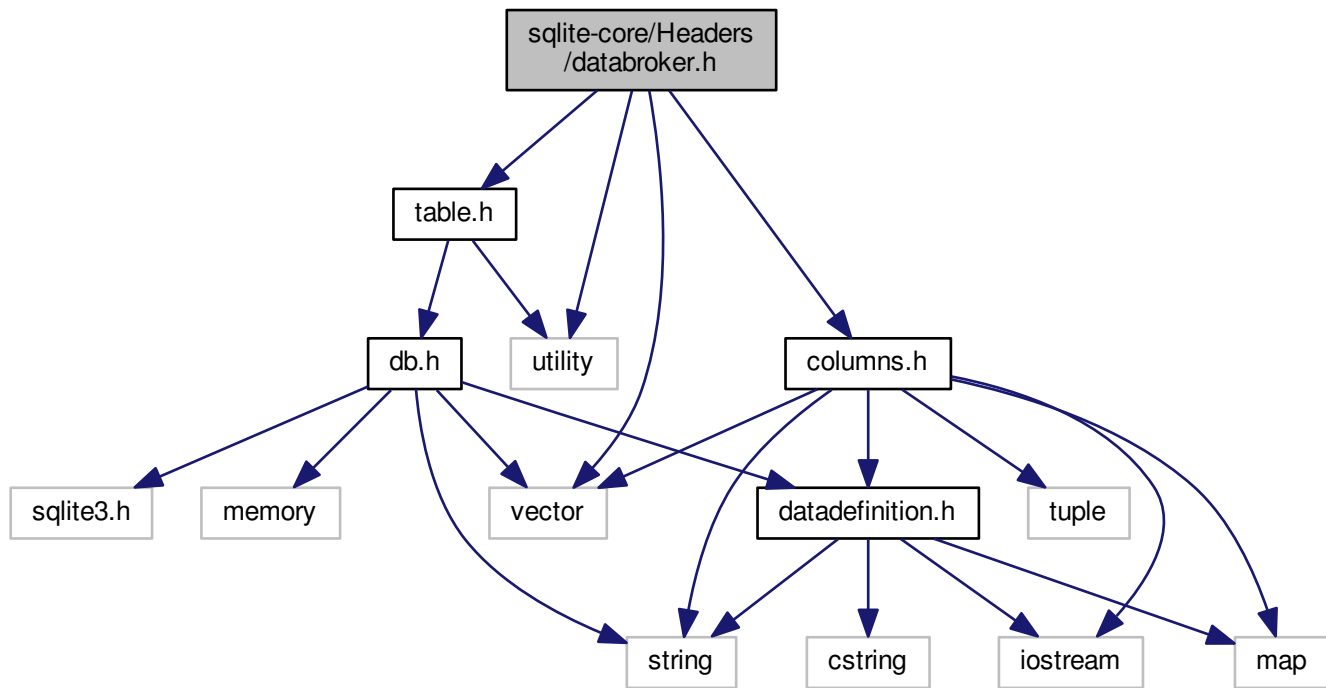 sqlite-core/Headers
/databroker.h
table.h
db.h
utility
columns.h
sqlite3.h
memory
vector
datadefinition.h
tuple
string
cstring
iostream
map